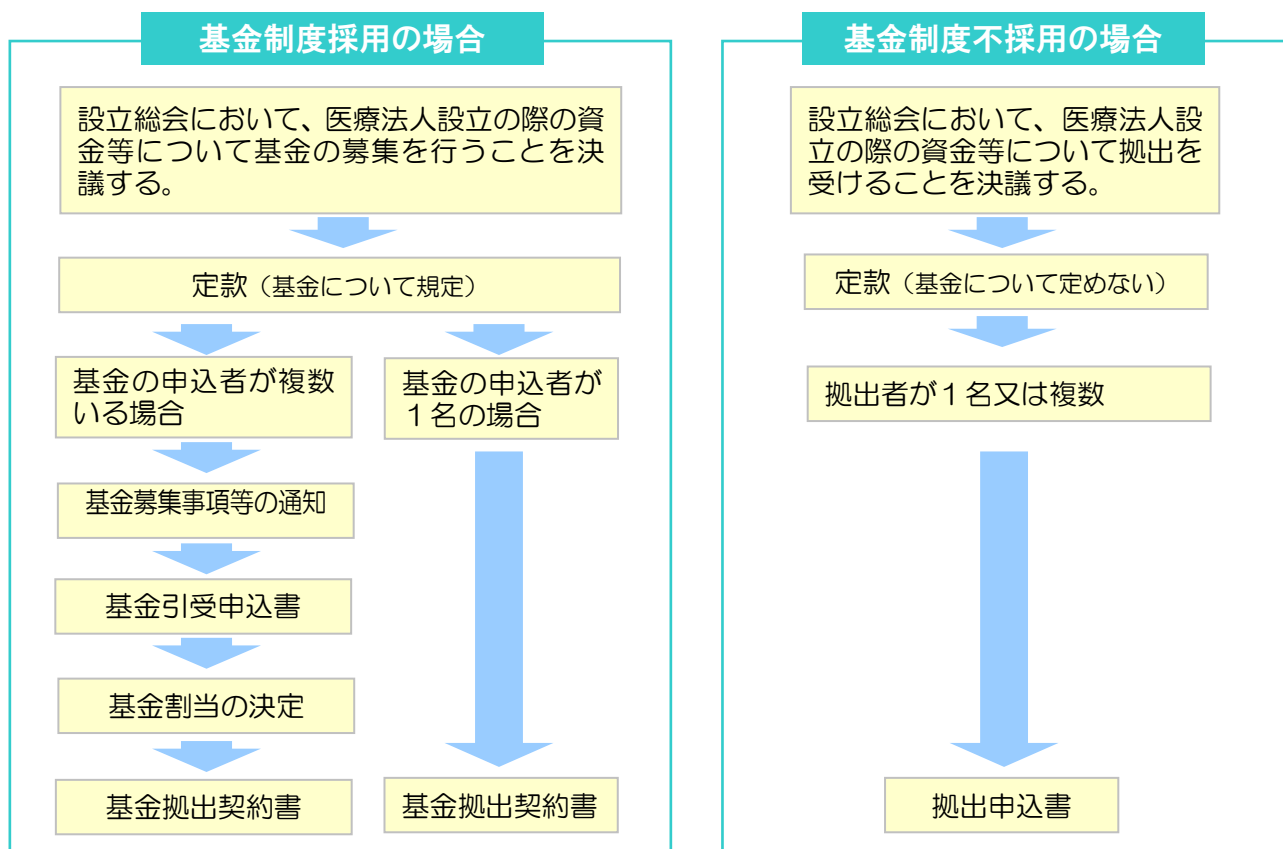 基金制度採用の場合
設立総会において、医療法人設立の際の資
金等について基金の募集を行うことを決
議する。
定款（基金について規定）
基金の申込者が複数
いる場合
基金募集事項等の通知
基金引受申込書
基金割当の決定
基金拠出契約書
基金の申込者が
１名の場合
基金拠出契約書
基金制度不採用の場合
設立総会において、医療法人設
立の際の資金等について拠出を
受けることを決議する。
定款（基金について定めない）
拠出者が１名又は複数
拠出申込書